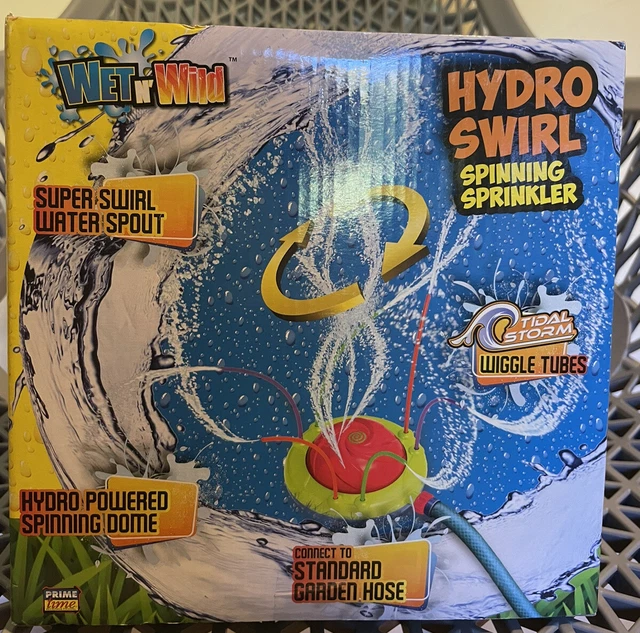 WET N' Wild™
HYDRO
SWIRL
SPINNING
SPRINKLER
SUPER SWIRL
WATER SPOUT
TIDAL
STORM
WIGGLE TUBES
HYDRO POWERED
SPINNING DOME
CONNECT TO
STANDARD
GARDEN HOSE
PRIME
time